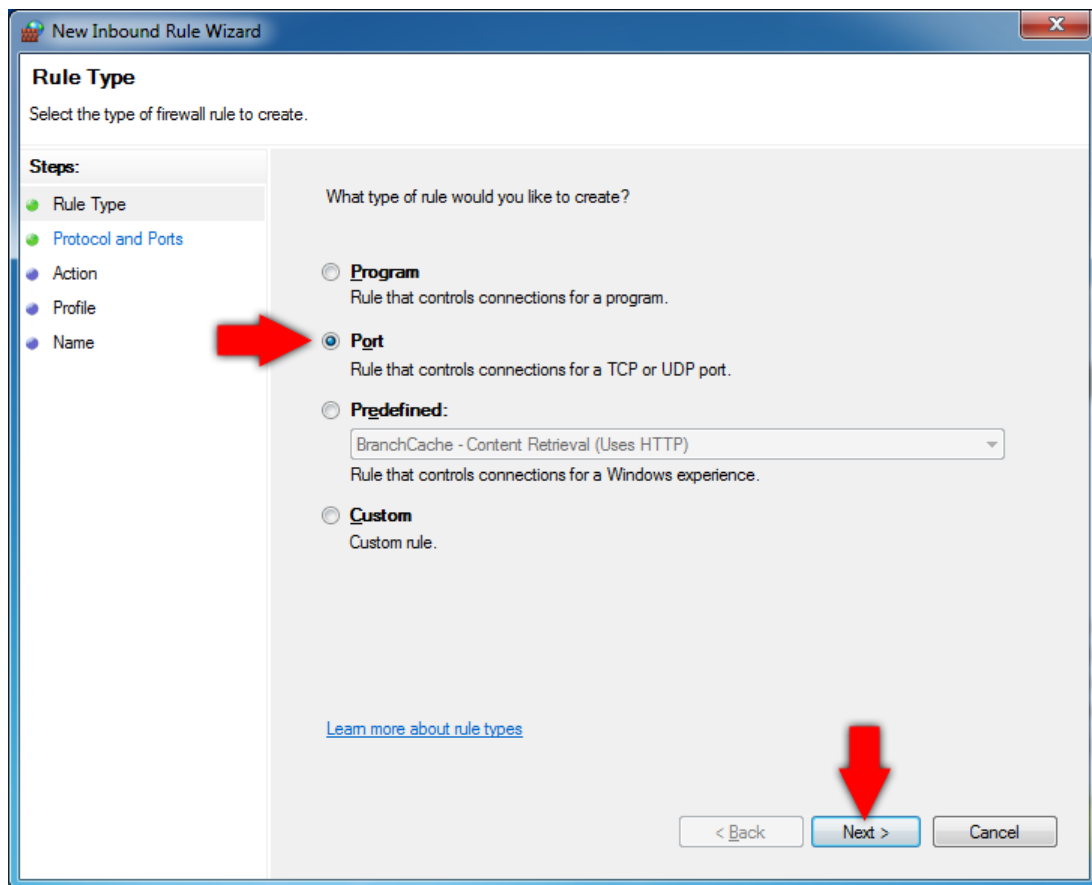 New Inbound Rule Wizard
Rule Type
Select the type of firewall rule to create.
Steps:
Rule Type
Protocol and Ports
Action
Profile
Name
What type of rule would you like to create?
Program
Rule that controls connections for a program.
Port
Rule that controls connections for a TCP or UDP port.
Predefined:
BranchCache - Content Retrieval (Uses HTTP)
Rule that controls connections for a Windows experience.
Custom
Custom rule.
Learn more about rule types
< Back
Next >
Cancel